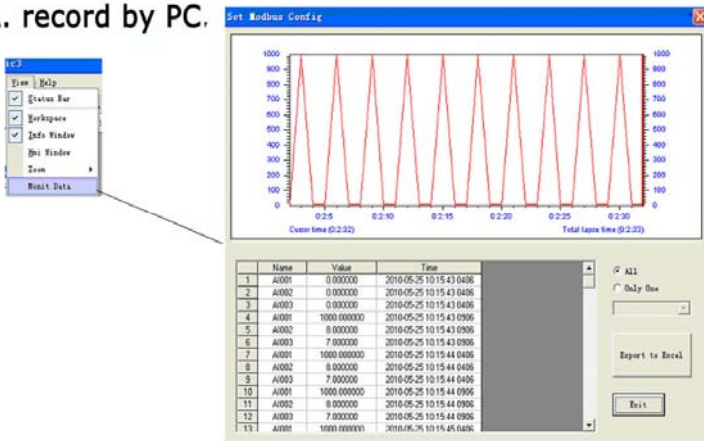 . record by PC.
ic3
View Help
Status Bar
Workspace
Info Window
Hmi Window
Zoom
Monit Data
Set Modbus Config
1000 1000
900 900
800 800
700 700
600 600
500 500
400 400
300 300
200 200
100 100
0 0
0:2:5 0:2:10 0:2:15 0:2:20 0:2:25 0:2:30
Cursor time (0:2:32) Total lapse time (0:2:33)
Name Value Time
1 AI001 0.000000 2010-05-25 10:15:43 0406
2 AI002 0.000000 2010-05-25 10:15:43 0406
3 AI003 0.000000 2010-05-25 10:15:43 0406
4 AI001 1000.000000 2010-05-25 10:15:43 0906
5 AI002 8.000000 2010-05-25 10:15:43 0906
6 AI003 7.000000 2010-05-25 10:15:43 0906
7 AI001 1000.000000 2010-05-25 10:15:44 0406
8 AI002 8.000000 2010-05-25 10:15:44 0406
9 AI003 7.000000 2010-05-25 10:15:44 0406
10 AI001 1000.000000 2010-05-25 10:15:44 0906
11 AI002 8.000000 2010-05-25 10:15:44 0906
12 AI003 7.000000 2010-05-25 10:15:44 0906
13 AI001 1000.000000 2010-05-25 10:15:45 0406
All
Only One
Export to Excel
Exit